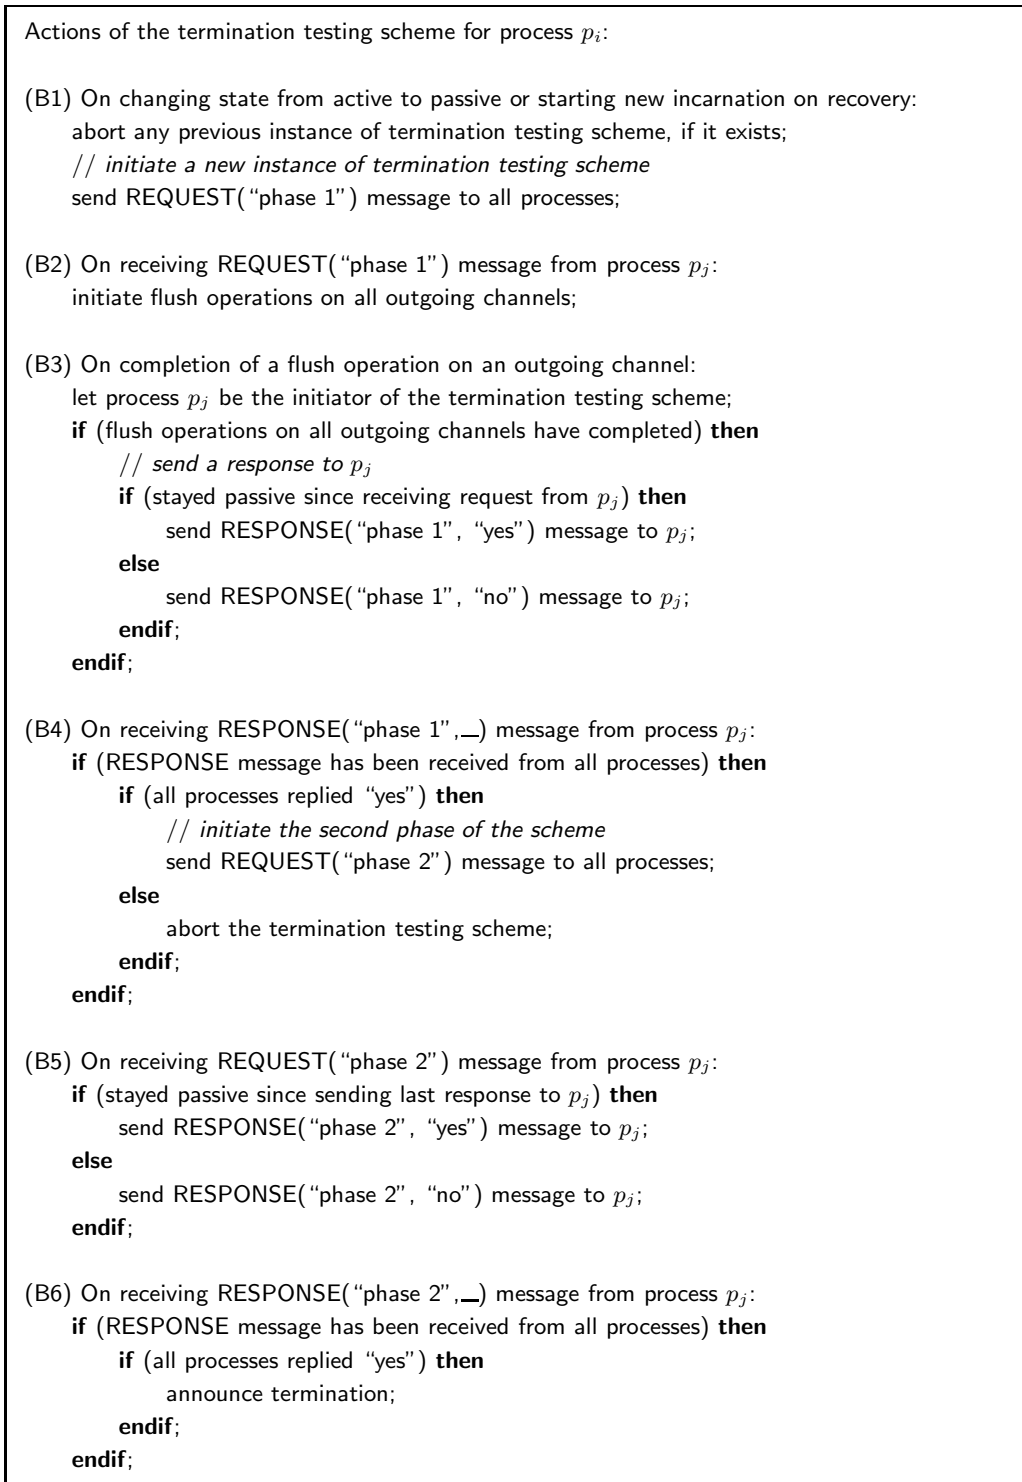 Actions of the termination testing scheme for process pᵢ:
(B1) On changing state from active to passive or starting new incarnation on recovery:
abort any previous instance of termination testing scheme, if it exists;
// initiate a new instance of termination testing scheme
send REQUEST(“phase 1”) message to all processes;
(B2) On receiving REQUEST(“phase 1”) message from process pⱼ:
initiate flush operations on all outgoing channels;
(B3) On completion of a flush operation on an outgoing channel:
let process pⱼ be the initiator of the termination testing scheme;
if (flush operations on all outgoing channels have completed) then
// send a response to pⱼ
if (stayed passive since receiving request from pⱼ) then
send RESPONSE(“phase 1”, “yes”) message to pⱼ;
else
send RESPONSE(“phase 1”, “no”) message to pⱼ;
endif;
endif;
(B4) On receiving RESPONSE(“phase 1”,_) message from process pⱼ:
if (RESPONSE message has been received from all processes) then
if (all processes replied “yes”) then
// initiate the second phase of the scheme
send REQUEST(“phase 2”) message to all processes;
else
abort the termination testing scheme;
endif;
endif;
(B5) On receiving REQUEST(“phase 2”) message from process pⱼ:
if (stayed passive since sending last response to pⱼ) then
send RESPONSE(“phase 2”, “yes”) message to pⱼ;
else
send RESPONSE(“phase 2”, “no”) message to pⱼ;
endif;
(B6) On receiving RESPONSE(“phase 2”,_) message from process pⱼ:
if (RESPONSE message has been received from all processes) then
if (all processes replied “yes”) then
announce termination;
endif;
endif;